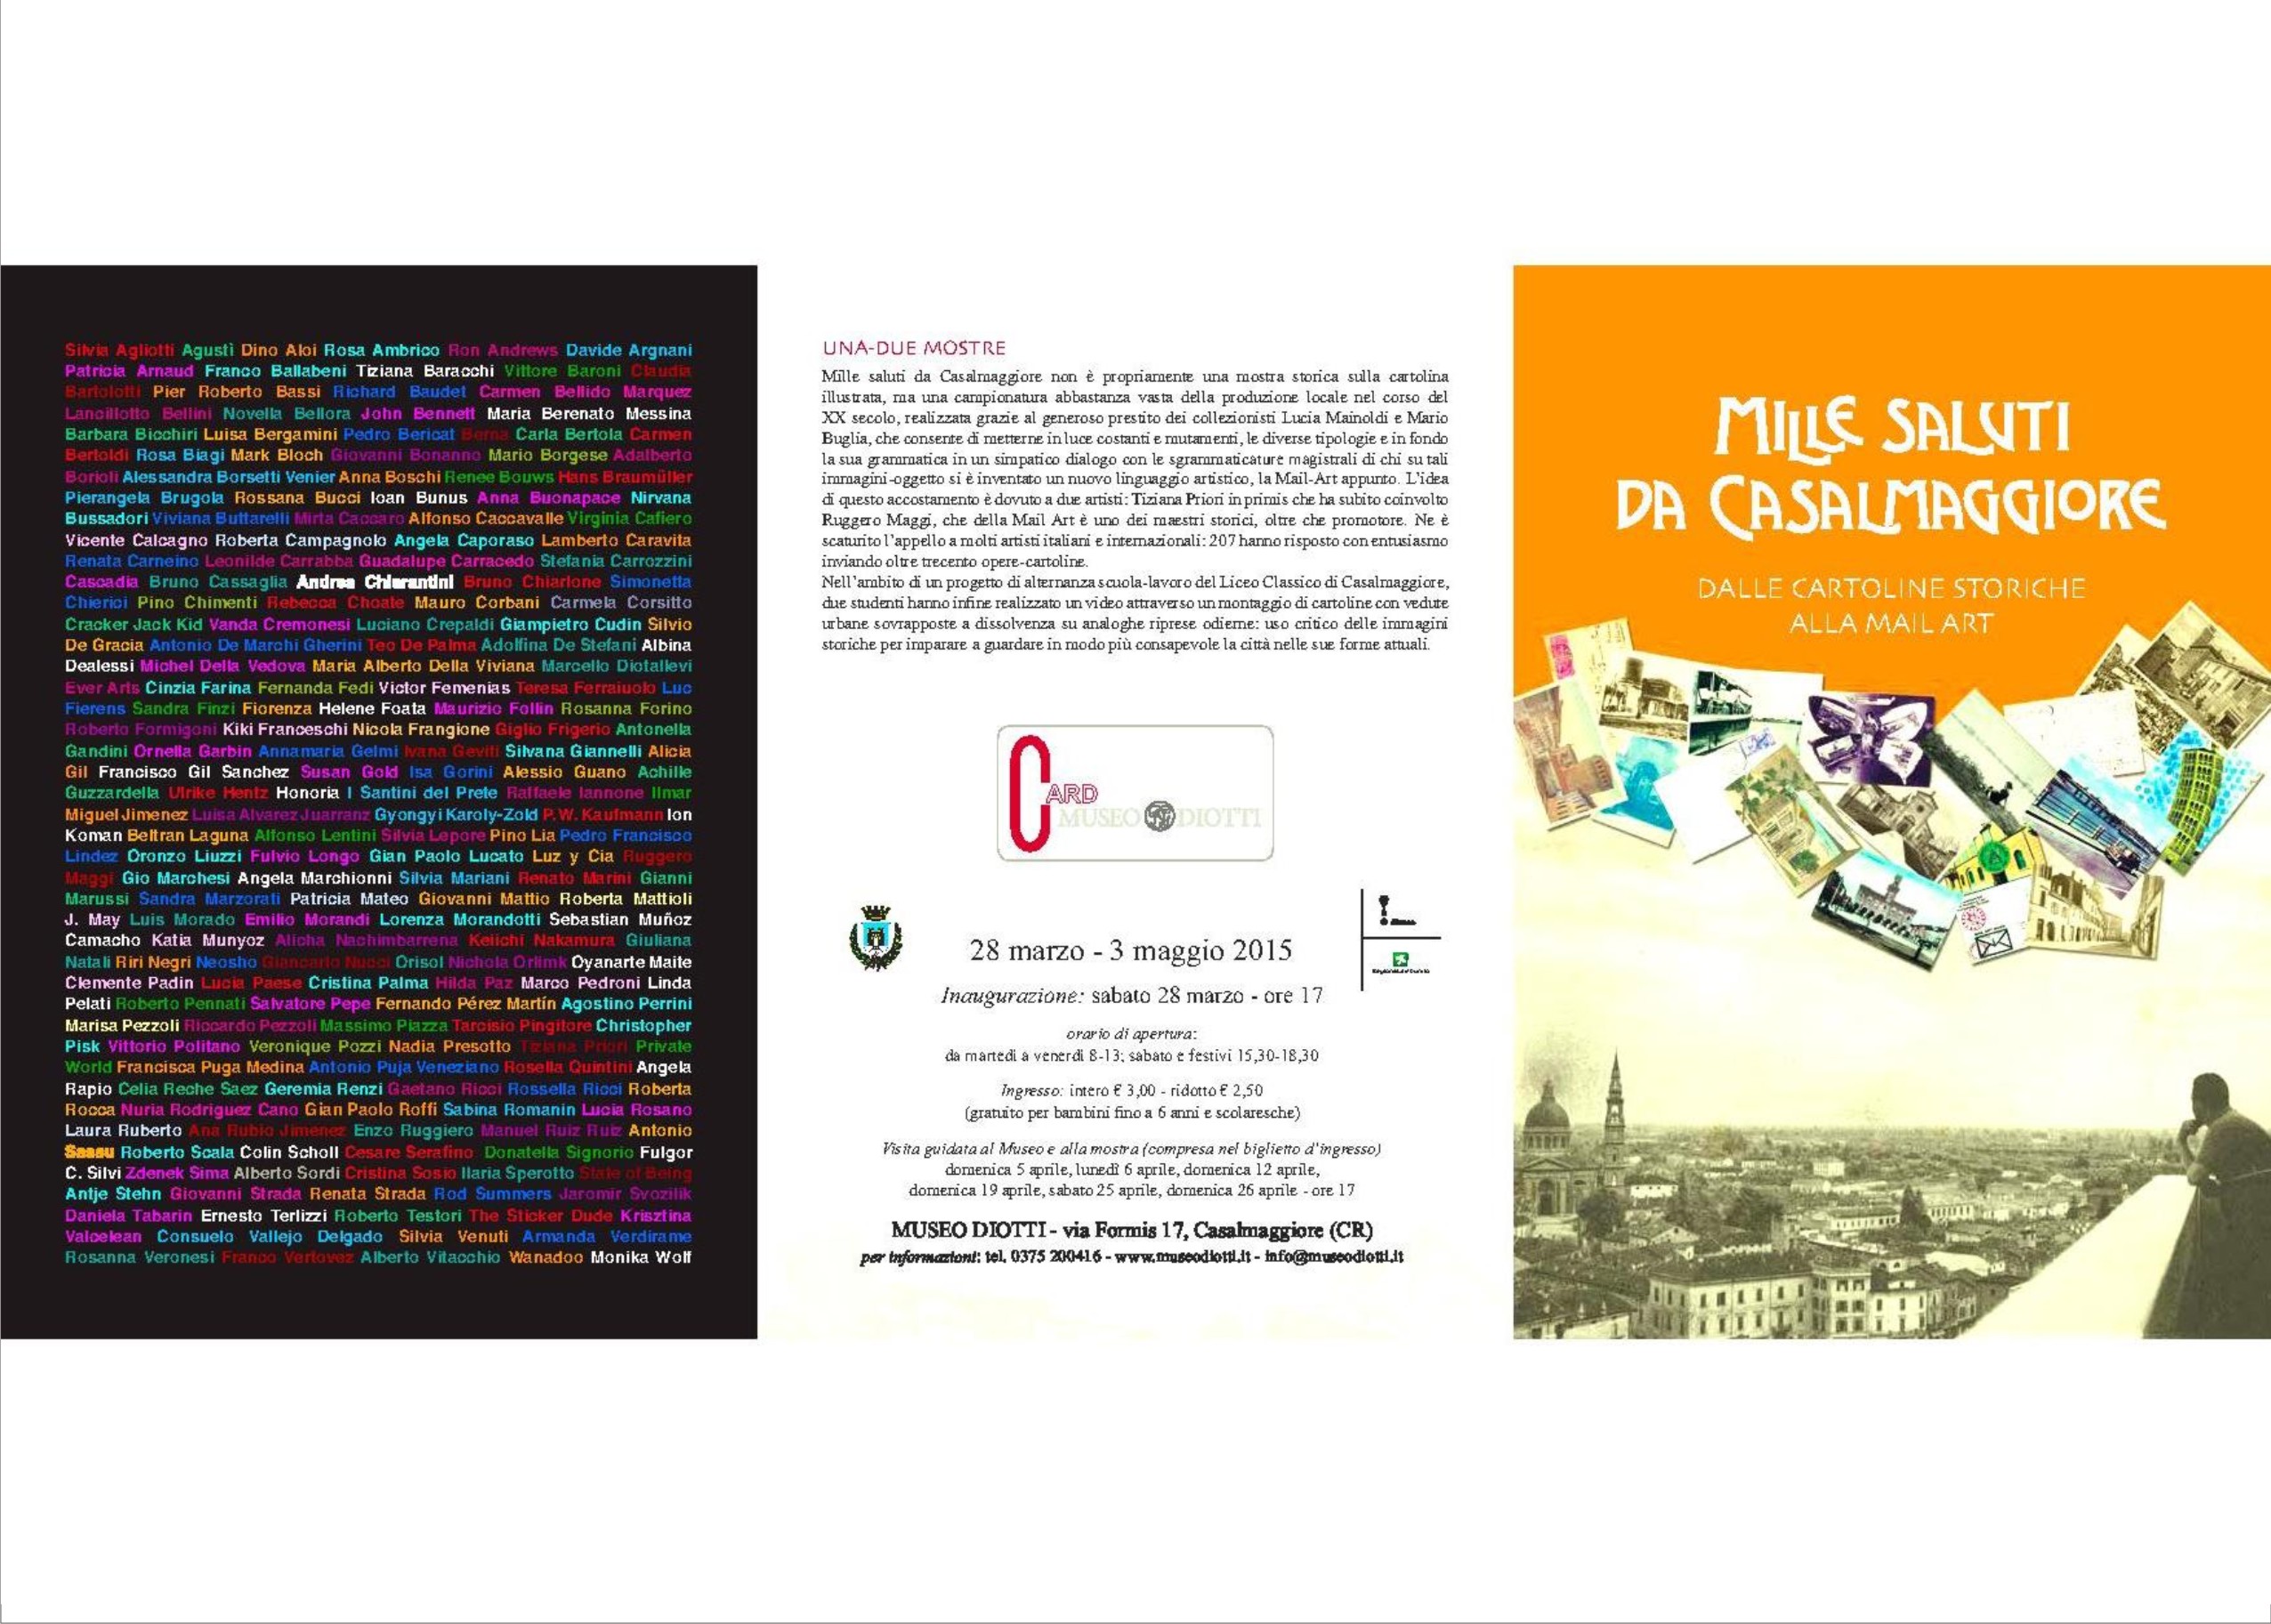 Silvia Agliotti Agustì Dino Aloi Rosa Ambrico Ron Andrews Davide Argnani
Patricia Arnaud Franco Ballabeni Tiziana Baracchi Vittore Baroni Claudia
Bartolotti Pier Roberto Bassi Richard Baudet Carmen Bellido Marquez
Lancillotto Bellini Novella Bellora John Bennett Maria Berenato Messina
Barbara Bicchiri Luisa Bergamini Pedro Bericat Berna Carla Bertola Carmen
Bertoldi Rosa Biagi Mark Bloch Giovanni Bonanno Mario Borgese Adalberto
Borioli Alessandra Borsetti Venier Anna Boschi Renee Bouws Hans Braumüller
Pierangela Brugola Rossana Bucci Ioan Bunus Anna Buonapace Nirvana
Bussadori Viviana Buttarelli Mirta Caccaro Alfonso Caccavalle Virginia Cafiero
Vicente Calcagno Roberta Campagnolo Angela Caporaso Lamberto Caravita
Renata Carneino Leonilde Carrabba Guadalupe Carracedo Stefania Carrozzini
Cascadia Bruno Cassaglia Andrea Chiarantini Bruno Chiarlone Simonetta
Chierici Pino Chimenti Rebecca Choate Mauro Corbani Carmela Corsitto
Cracker Jack Kid Vanda Cremonesi Luciano Crepaldi Giampietro Cudin Silvio
De Gracia Antonio De Marchi Gherini Teo De Palma Adolfina De Stefani Albina
Dealessi Michel Della Vedova Maria Alberto Della Viviana Marcello Diotallevi
Ever Arts Cinzia Farina Fernanda Fedi Victor Femenias Teresa Ferraiuolo Luc
Fierens Sandra Finzi Fiorenza Helene Foata Maurizio Follin Rosanna Forino
Roberto Formigoni Kiki Franceschi Nicola Frangione Giglio Frigerio Antonella
Gandini Ornella Garbin Annamaria Gelmi Ivana Geviti Silvana Giannelli Alicia
Gil Francisco Gil Sanchez Susan Gold Isa Gorini Alessio Guano Achille
Guzzardella Ulrike Hentz Honoria I Santini del Prete Raffaele Iannone Ilmar
Miguel Jimenez Luisa Alvarez Juarranz Gyongyi Karoly-Zold P.W. Kaufmann Ion
Koman Beltran Laguna Alfonso Lentini Silvia Lepore Pino Lia Pedro Francisco
Lindez Oronzo Liuzzi Fulvio Longo Gian Paolo Lucato Luz y Cia Ruggero
Maggi Gio Marchesi Angela Marchionni Silvia Mariani Renato Marini Gianni
Marussi Sandra Marzorati Patricia Mateo Giovanni Mattio Roberta Mattioli
J. May Luis Morado Emilio Morandi Lorenza Morandotti Sebastian Muñoz
Camacho Katia Munyoz Alicha Nachimbarrena Keiichi Nakamura Giuliana
Natali Riri Negri Neosho Giancarlo Nucci Orisol Nichola Orlimk Oyanarte Maite
Clemente Padin Lucia Paese Cristina Palma Hilda Paz Marco Pedroni Linda
Pelati Roberto Pennati Salvatore Pepe Fernando Pérez Martín Agostino Perrini
Marisa Pezzoli Riccardo Pezzoli Massimo Piazza Tarcisio Pingitore Christopher
Pisk Vittorio Politano Veronique Pozzi Nadia Presotto Tiziana Priori Private
World Francisca Puga Medina Antonio Puja Veneziano Rosella Quintini Angela
Rapio Celia Reche Saez Geremia Renzi Gaetano Ricci Rossella Ricci Roberta
Rocca Nuria Rodriguez Cano Gian Paolo Roffi Sabina Romanin Lucia Rosano
Laura Ruberto Ana Rubio Jimenez Enzo Ruggiero Manuel Ruiz Ruiz Antonio
Sassu Roberto Scala Colin Scholl Cesare Serafino Donatella Signorio Fulgor
C. Silvi Zdenek Sima Alberto Sordi Cristina Sosio Ilaria Sperotto State of Being
Antje Stehn Giovanni Strada Renata Strada Rod Summers Jaromir Svozilik
Daniela Tabarin Ernesto Terlizzi Roberto Testori The Sticker Dude Krisztina
Valcelean Consuelo Vallejo Delgado Silvia Venuti Armanda Verdirame
Rosanna Veronesi Franco Vertovez Alberto Vitacchio Wanadoo Monika Wolf
UNA-DUE MOSTRE
Mille saluti da Casalmaggiore non è propriamente una mostra storica sulla cartolina
illustrata, ma una campionatura abbastanza vasta della produzione locale nel corso del
XX secolo, realizzata grazie al generoso prestito dei collezionisti Lucia Mainoldi e Mario
Buglia, che consente di metterne in luce costanti e mutamenti, le diverse tipologie e in fondo
la sua grammatica in un simpatico dialogo con le sgrammaticature magistrali di chi su tali
immagini-oggetto si è inventato un nuovo linguaggio artistico, la Mail-Art appunto. L'idea
di questo accostamento è dovuto a due artisti: Tiziana Priori in primis che ha subito coinvolto
Ruggero Maggi, che della Mail Art è uno dei maestri storici, oltre che promotore. Ne è
scaturito l'appello a molti artisti italiani e internazionali: 207 hanno risposto con entusiasmo
inviando oltre trecento opere-cartoline.
Nell'ambito di un progetto di alternanza scuola-lavoro del Liceo Classico di Casalmaggiore,
due studenti hanno infine realizzato un video attraverso un montaggio di cartoline con vedute
urbane sovrapposte a dissolvenza su analoghe riprese odierne: uso critico delle immagini
storiche per imparare a guardare in modo più consapevole la città nelle sue forme attuali.
CARD
MUSEO DIOTTI
28 marzo - 3 maggio 2015
Inaugurazione: sabato 28 marzo - ore 17
orario di apertura:
da martedì a venerdì 8-13; sabato e festivi 15,30-18,30
Ingresso: intero € 3,00 - ridotto € 2,50
(gratuito per bambini fino a 6 anni e scolaresche)
Visita guidata al Museo e alla mostra (compresa nel biglietto d'ingresso)
domenica 5 aprile, lunedì 6 aprile, domenica 12 aprile,
domenica 19 aprile, sabato 25 aprile, domenica 26 aprile - ore 17
MUSEO DIOTTI - via Formis 17, Casalmaggiore (CR)
per informazioni: tel. 0375 200416 - www.museodiotti.it - info@museodiotti.it
MILLE SALUTI
DA CASALMAGGIORE
DALLE CARTOLINE STORICHE
ALLA MAIL ART